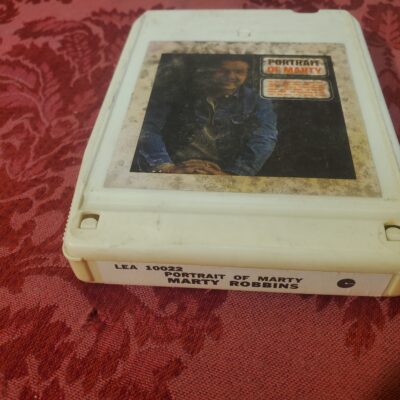 PORTRAIT
OF MARTY
LEA 10022
PORTRAIT OF MARTY
MARTY ROBBINS